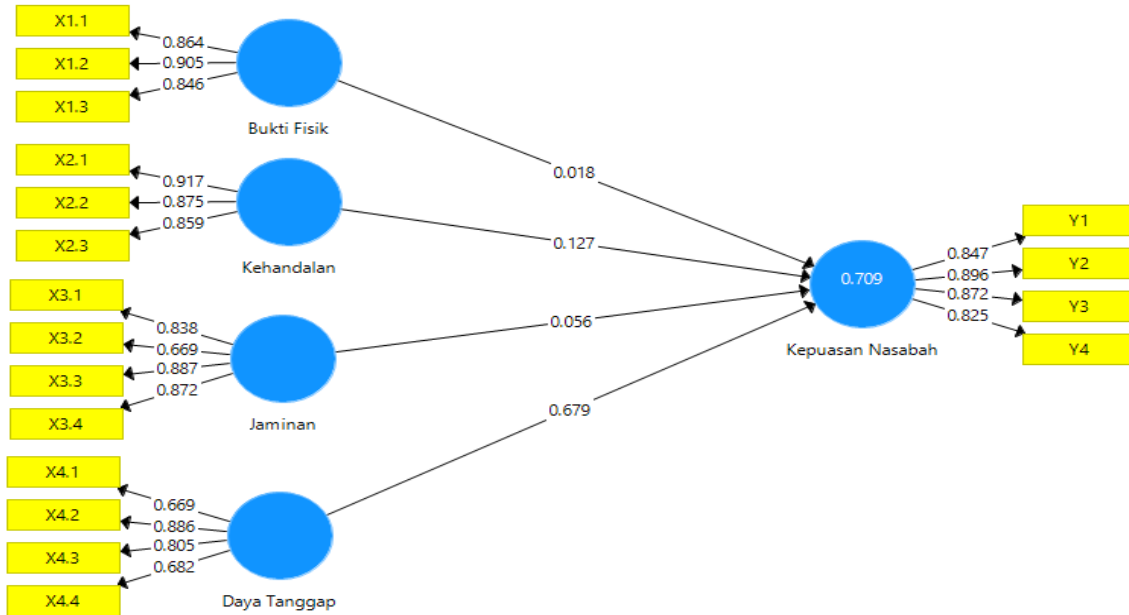 X1.1
0.864
X1.2
0.905
X1.3
0.846
Bukti Fisik
0.018
X2.1
0.917
X2.2
0.875
X2.3
0.859
Kehandalan
0.127
X3.1
0.838
X3.2
0.669
X3.3
0.887
X3.4
0.872
Jaminan
0.056
X4.1
0.669
X4.2
0.886
X4.3
0.805
X4.4
0.682
Daya Tanggap
0.679
0.709
Kepuasan Nasabah
Y1
0.847
Y2
0.896
Y3
0.872
Y4
0.825